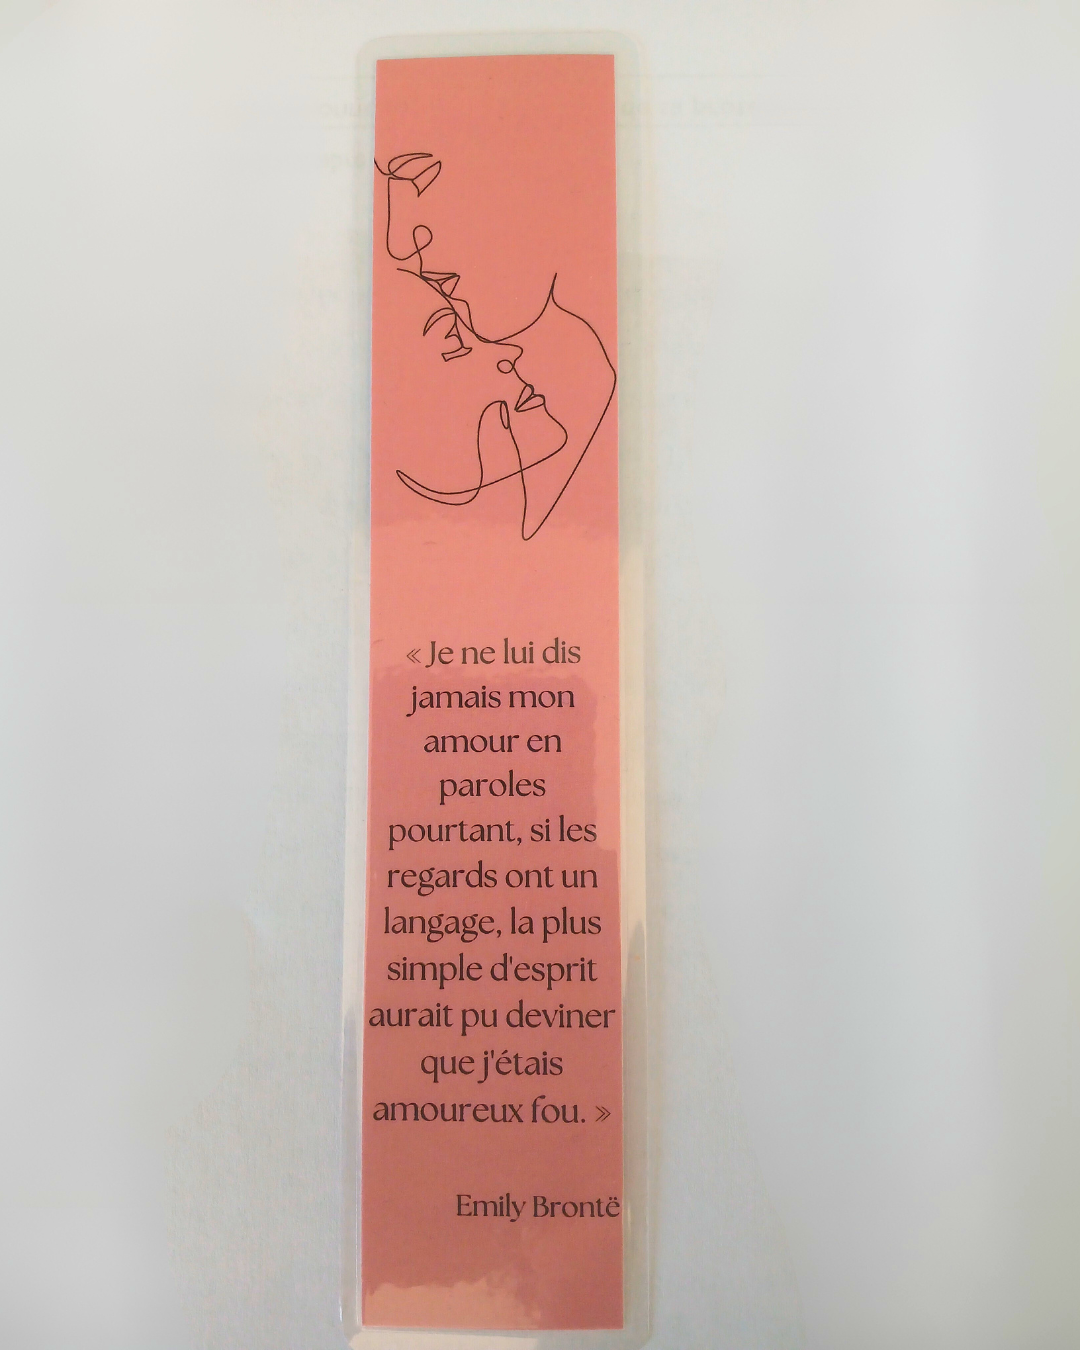 « Je ne lui dis
jamais mon
amour en
paroles
pourtant, si les
regards ont un
langage, la plus
simple d'esprit
aurait pu deviner
que j'étais
amoureux fou. »
Emily Brontë